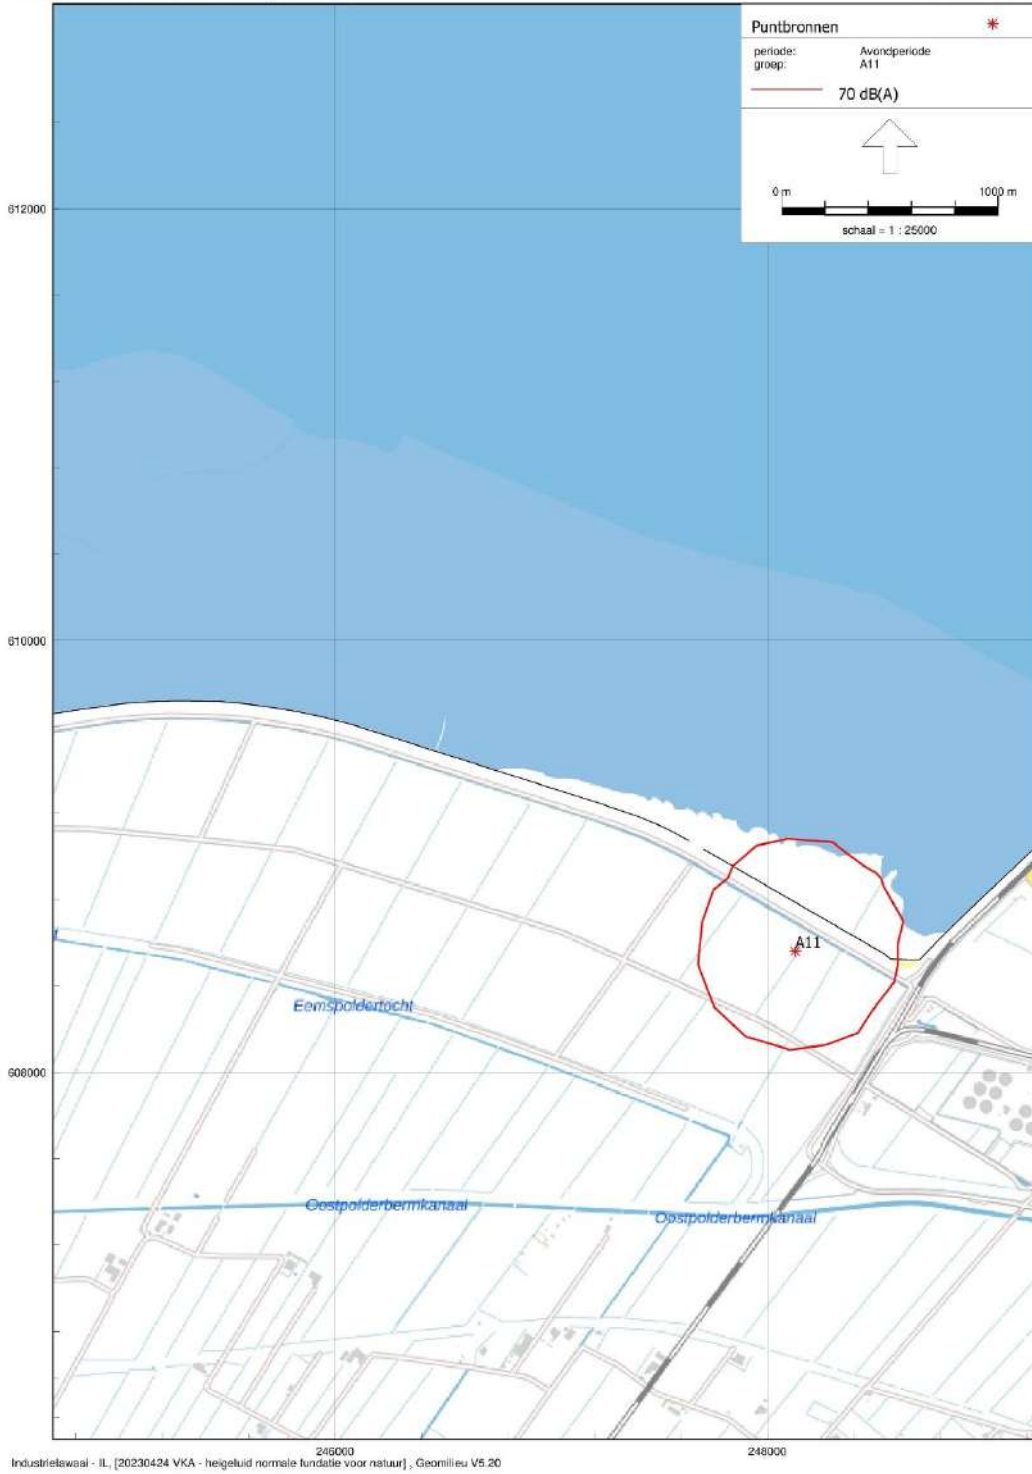 Puntbronnen
periode: Avondperiode
groep: A11
70 dB(A)
0 m 1000 m
schaal = 1 : 25000
612000
610000
A11
Eemspoldertocht
608000
Oostpolderbermkanaal
Oostpolderbermkanaal
246000 248000
Industrielawaai - IL, [20230424 VKA - heigeluid normale fundatie voor natuur] , Geomilieu V5.20